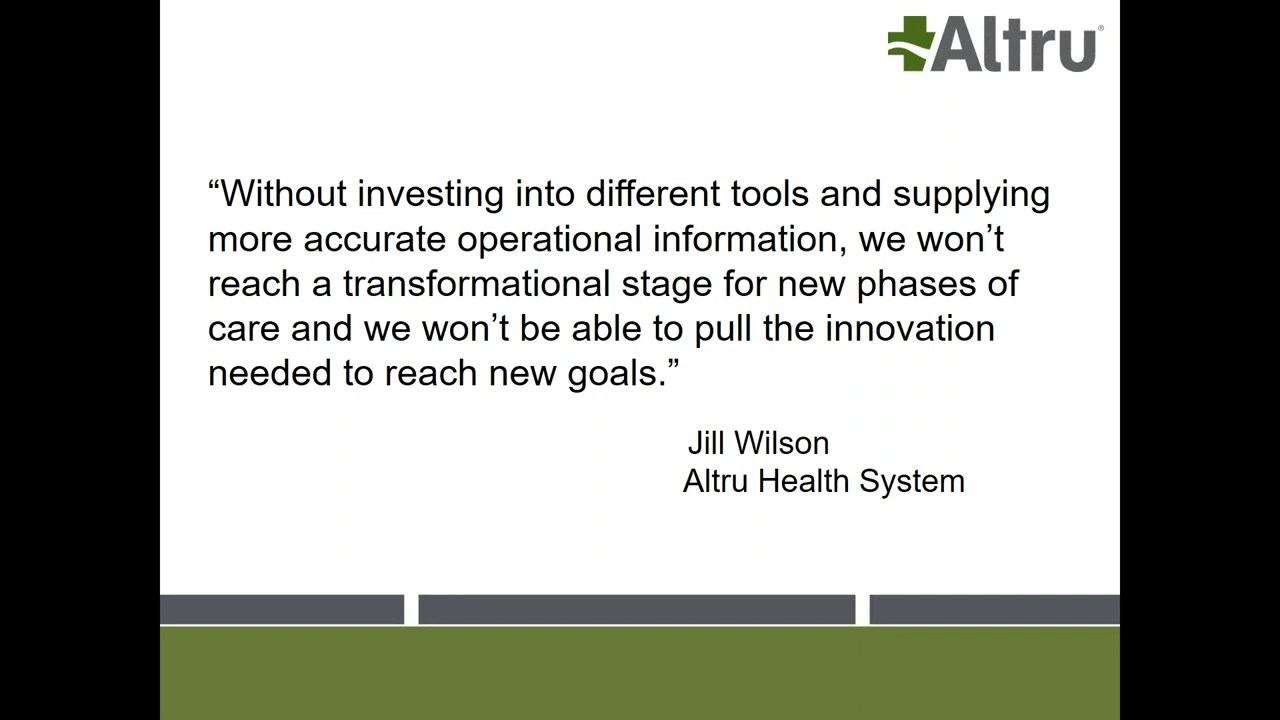 Altru®
“Without investing into different tools and supplying
more accurate operational information, we won’t
reach a transformational stage for new phases of
care and we won’t be able to pull the innovation
needed to reach new goals.”
Jill Wilson
Altru Health System